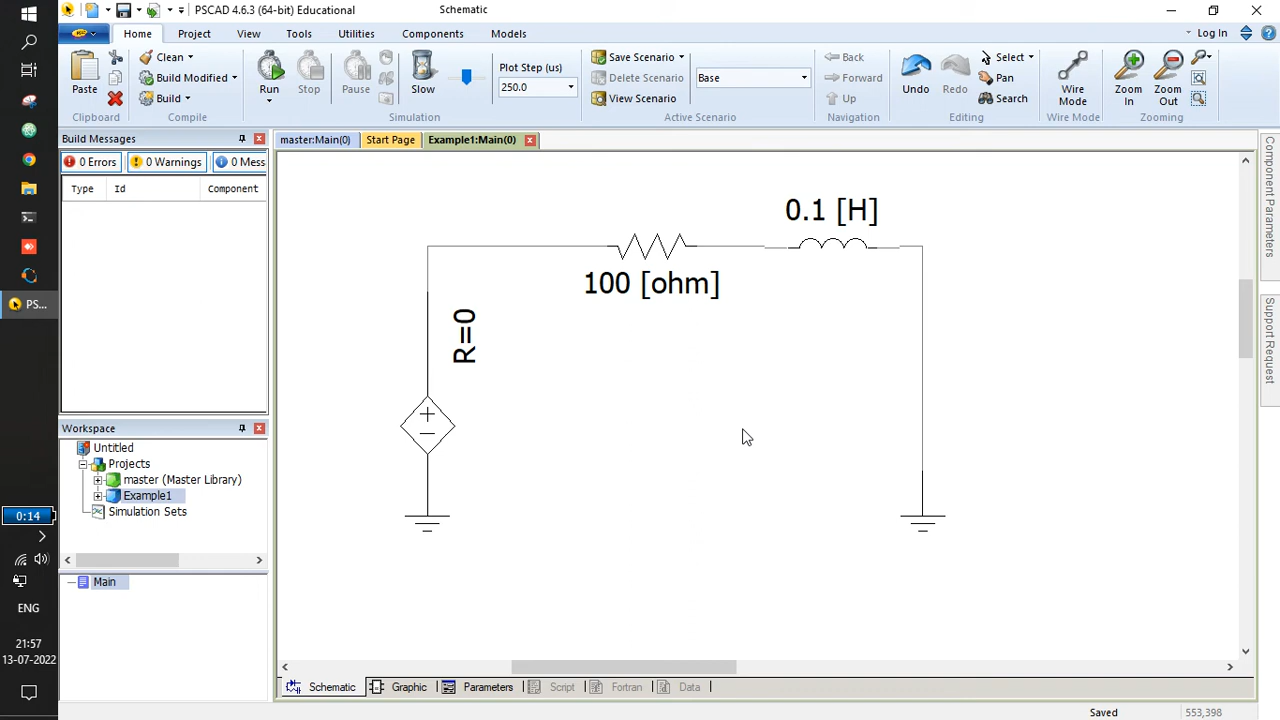 PSCAD 4.6.3 (64-bit) Educational
Schematic
Home
Project
View
Tools
Utilities
Components
Models
Log In
Paste
Clean
Build Modified
Build
Run
Stop
Pause
Slow
Plot Step (us)
250.0
Save Scenario
Delete Scenario
View Scenario
Base
Back
Forward
Up
Undo
Redo
Select
Pan
Search
Wire
Mode
Zoom
In
Zoom
Out
Clipboard
Compile
Simulation
Active Scenario
Navigation
Editing
Wire Mode
Zooming
Build Messages
0 Errors
0 Warnings
0 Mess
Type
Id
Component
master:Main(0)
Start Page
Example1:Main(0)
0.1 [H]
100 [ohm]
R=0
+
−
Component Parameters
Support Request
Workspace
Untitled
Projects
master (Master Library)
Example1
Simulation Sets
Main
PS...
0:14
ENG
21:57
13-07-2022
Schematic
Graphic
Parameters
Script
Fortran
Data
Saved
553,398